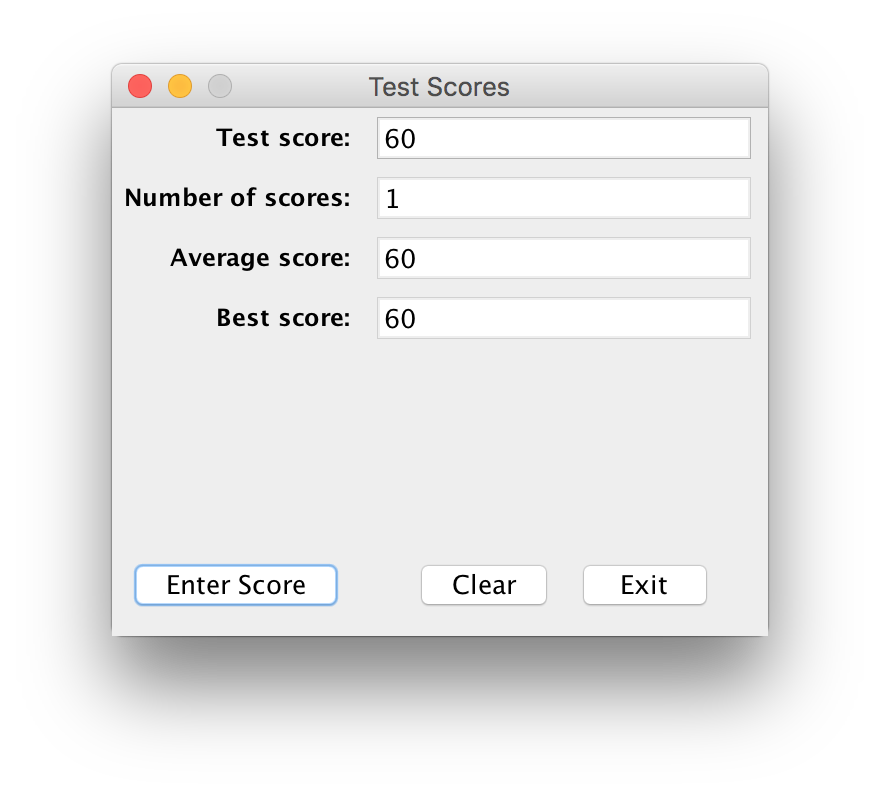 Test Scores
Test score: 60
Number of scores: 1
Average score: 60
Best score: 60
Enter Score Clear Exit